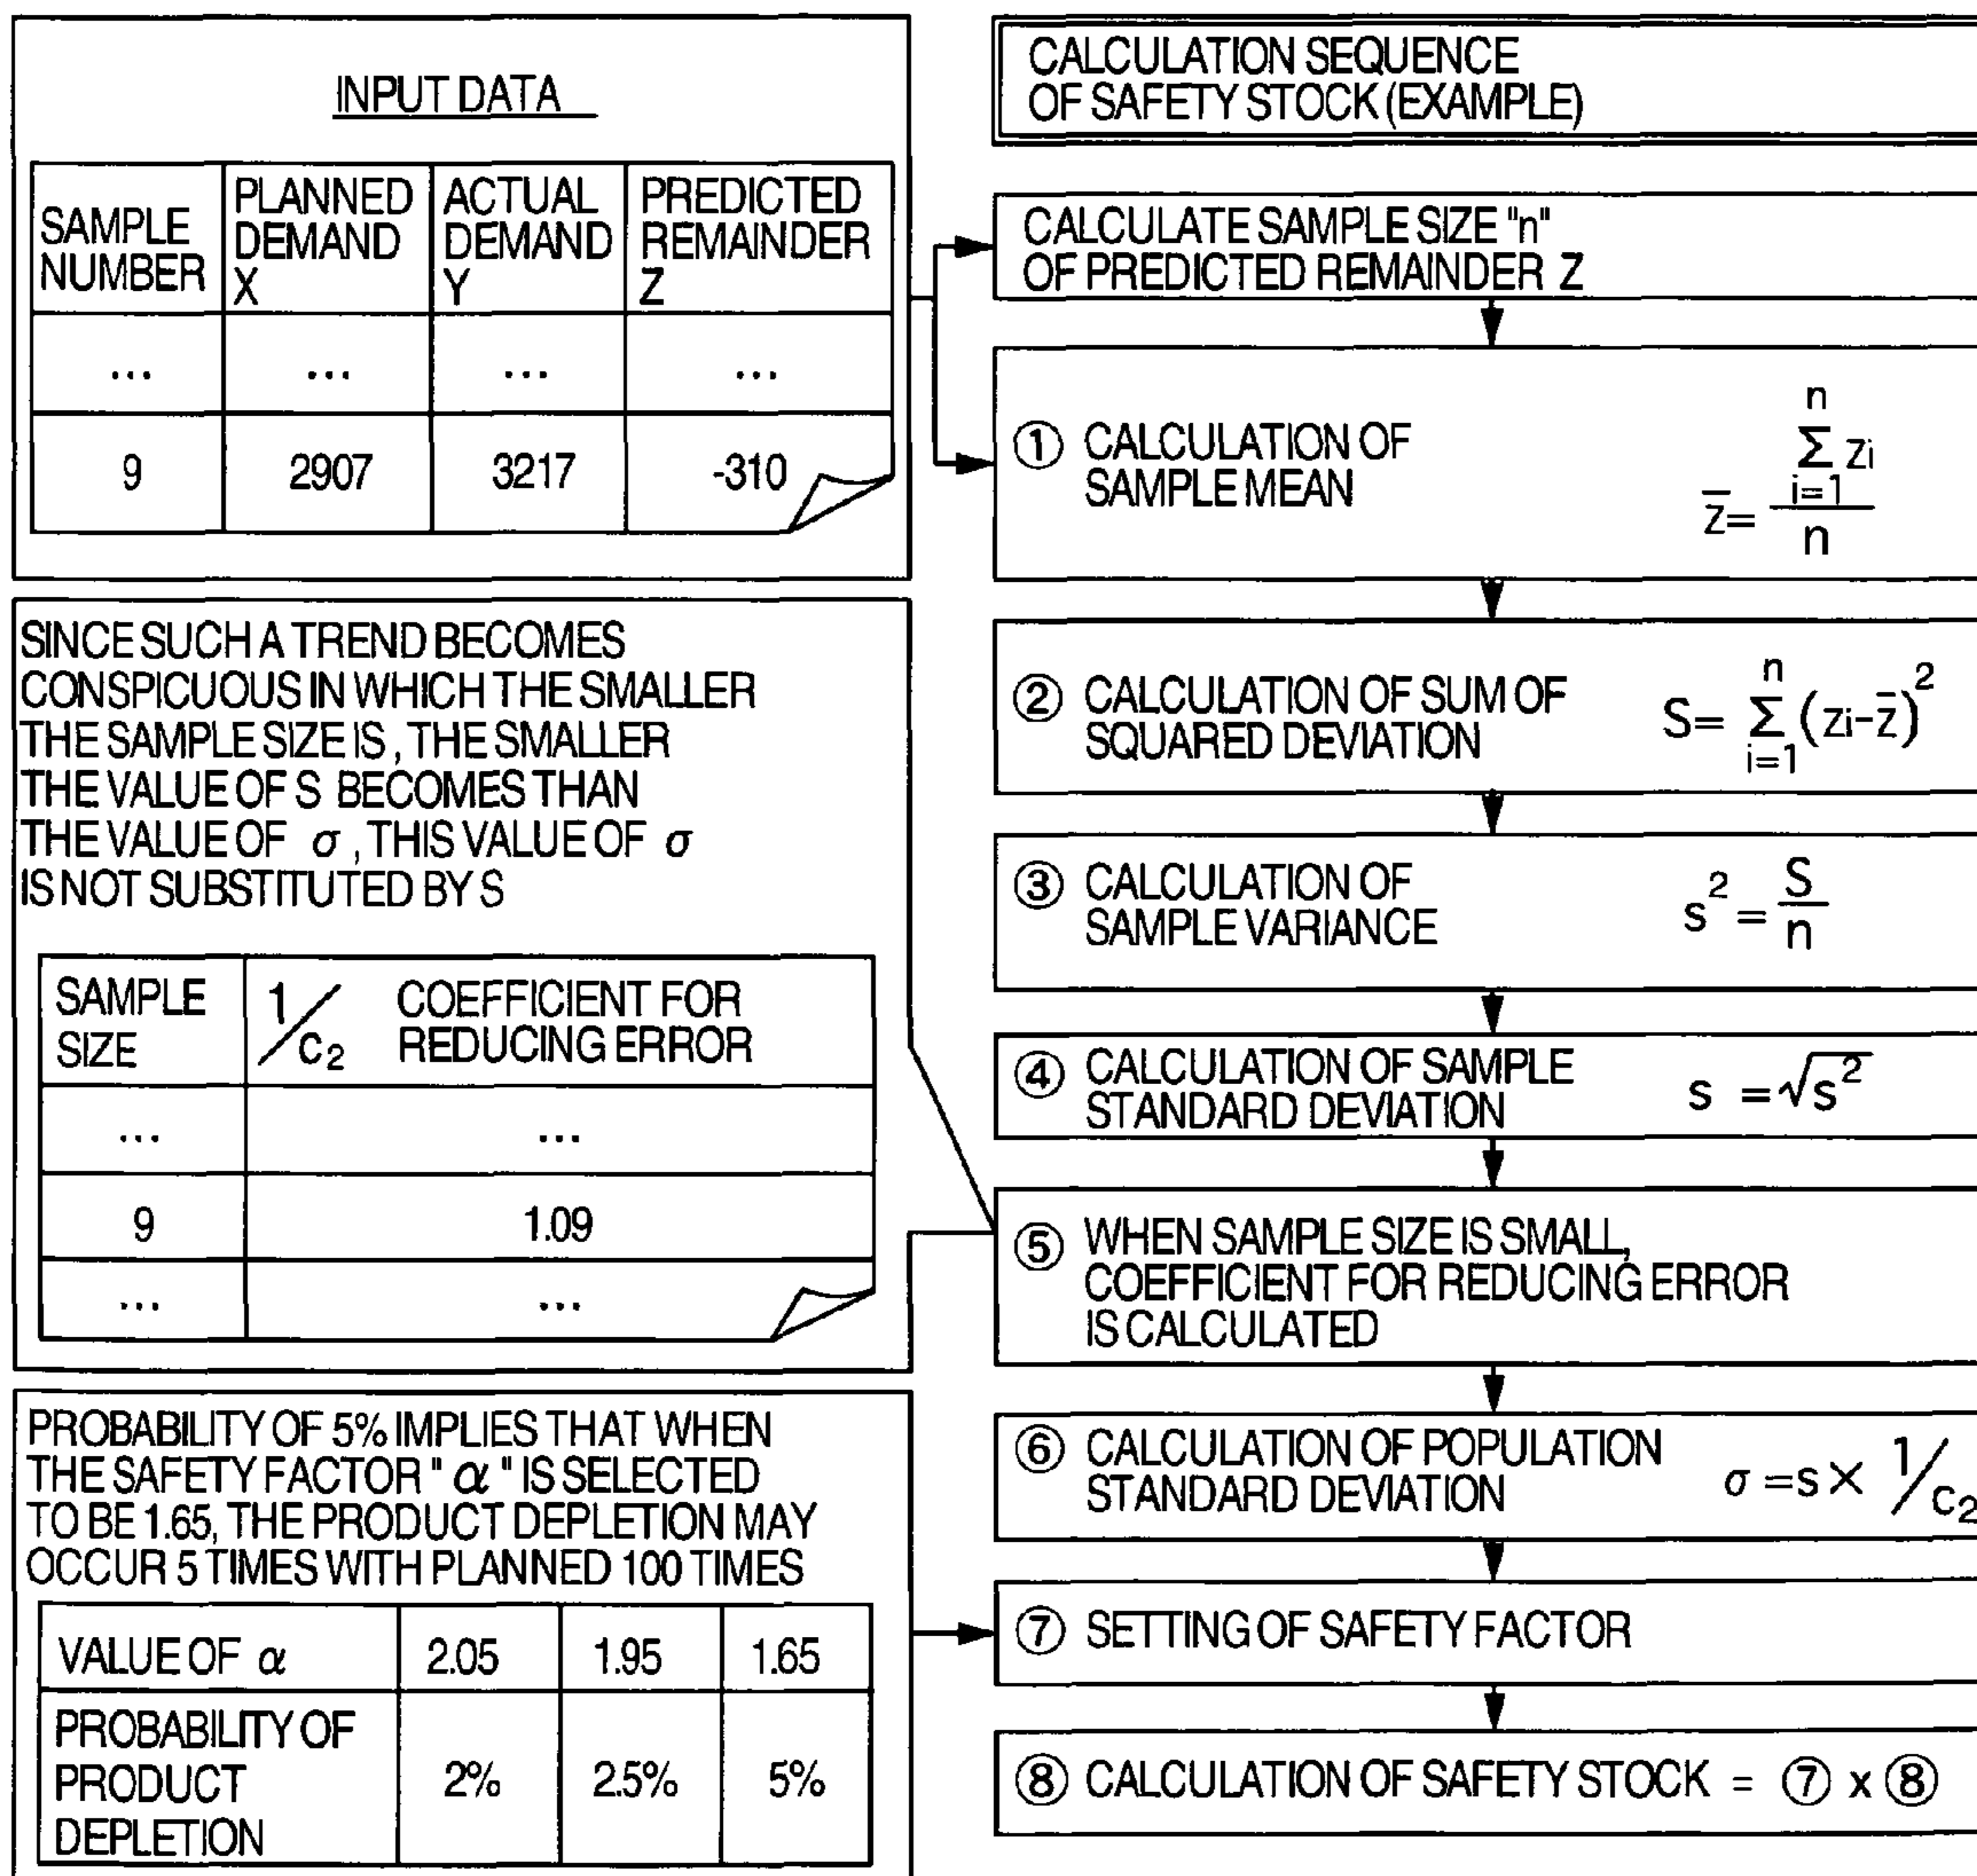 INPUT DATA
SAMPLE
NUMBER
PLANNED
DEMAND
X
ACTUAL
DEMAND
Y
PREDICTED
REMAINDER
Z
... ... ... ...
9 2907 3217 -310
SINCE SUCH A TREND BECOMES
CONSPICUOUS IN WHICH THE SMALLER
THE SAMPLE SIZE IS, THE SMALLER
THE VALUE OF S BECOMES THAN
THE VALUE OF σ, THIS VALUE OF σ
IS NOT SUBSTITUTED BY S
SAMPLE
SIZE
1/c₂ COEFFICIENT FOR
REDUCING ERROR
... ...
9 1.09
... ...
PROBABILITY OF 5% IMPLIES THAT WHEN
THE SAFETY FACTOR "α" IS SELECTED
TO BE 1.65, THE PRODUCT DEPLETION MAY
OCCUR 5 TIMES WITH PLANNED 100 TIMES
VALUE OF α 2.05 1.95 1.65
PROBABILITY OF
PRODUCT
DEPLETION
2% 2.5% 5%
CALCULATION SEQUENCE
OF SAFETY STOCK (EXAMPLE)
CALCULATE SAMPLE SIZE "n"
OF PREDICTED REMAINDER Z
① CALCULATION OF
SAMPLE MEAN
n
Σ zi
i=1
z̄=
n
② CALCULATION OF SUM OF
SQUARED DEVIATION
n
S= Σ (zi-z̄)²
i=1
③ CALCULATION OF
SAMPLE VARIANCE
s² = S/n
④ CALCULATION OF SAMPLE
STANDARD DEVIATION
s = √s²
⑤ WHEN SAMPLE SIZE IS SMALL,
COEFFICIENT FOR REDUCING ERROR
IS CALCULATED
⑥ CALCULATION OF POPULATION
STANDARD DEVIATION
σ = s × 1/c₂
⑦ SETTING OF SAFETY FACTOR
⑧ CALCULATION OF SAFETY STOCK = ⑦ x ⑧